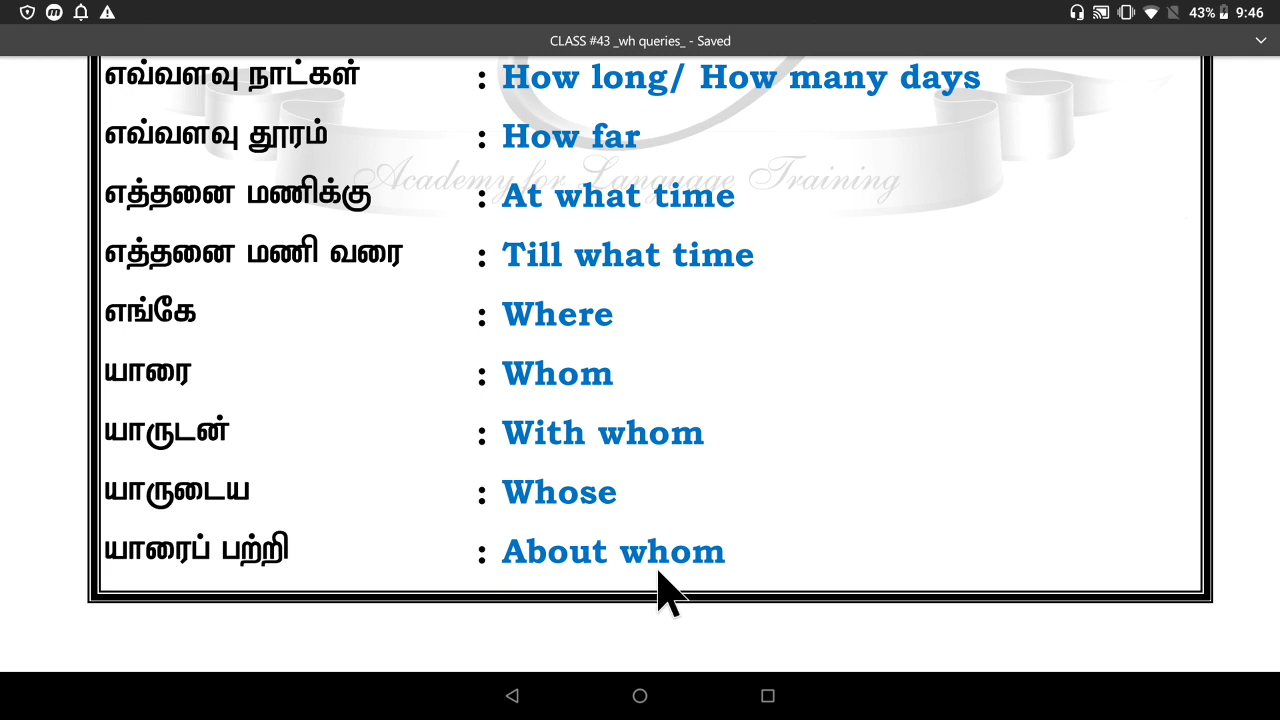 43% 9:46
CLASS #43 _wh queries_ - Saved
எவ்வளவு நாட்கள் : How long/ How many days
எவ்வளவு தூரம் : How far
Academy for Language Training
எத்தனை மணிக்கு : At what time
எத்தனை மணி வரை : Till what time
எங்கே : Where
யாரை : Whom
யாருடன் : With whom
யாருடைய : Whose
யாரைப் பற்றி : About whom